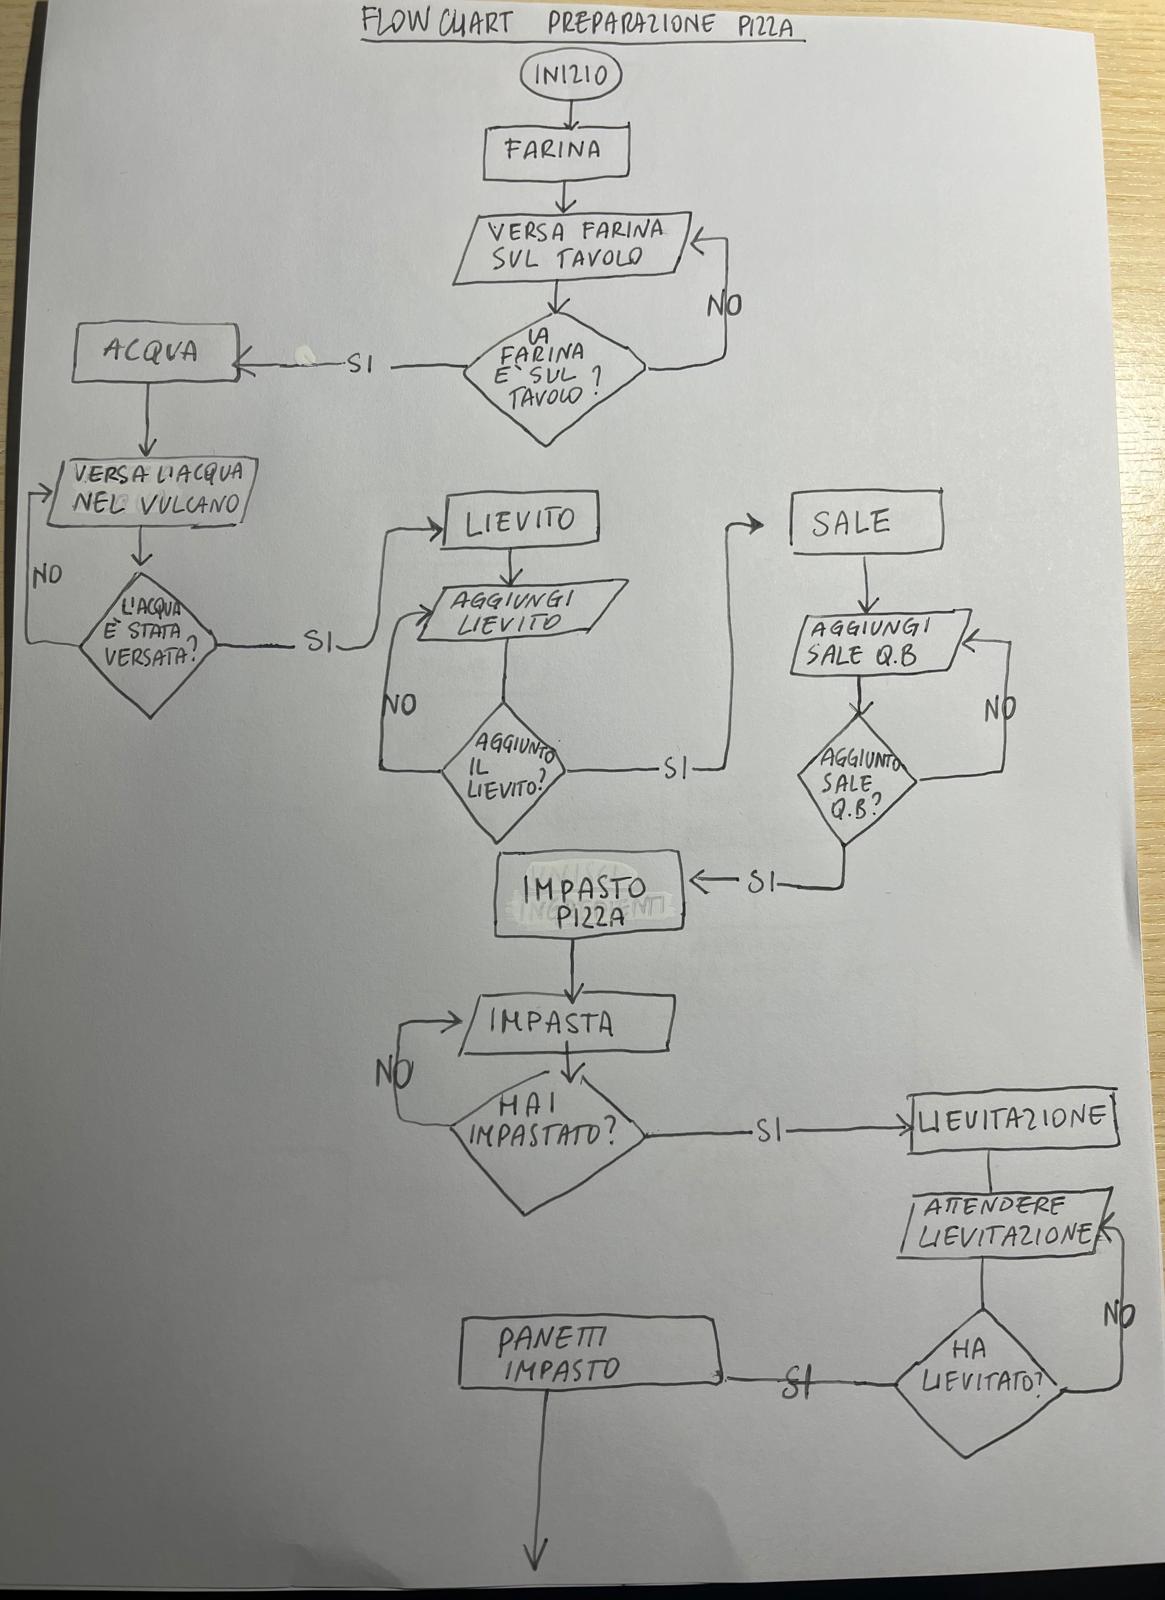 FLOW CHART PREPARAZIONE PIZZA
INIZIO
FARINA
VERSA FARINA
SUL TAVOLO
NO
LA
FARINA
E' SUL
TAVOLO?
SI
ACQUA
VERSA L'ACQUA
NEL VULCANO
NO
L'ACQUA
È STATA
VERSATA?
SI
LIEVITO
AGGIUNGI
LIEVITO
NO
AGGIUNTO
IL
LIEVITO?
SI
SALE
AGGIUNGI
SALE Q.B
NO
AGGIUNTO
SALE
Q.B?
SI
IMPASTO
PIZZA
IMPASTA
NO
HAI
IMPASTATO?
SI
LIEVITAZIONE
ATTENDERE
LIEVITAZIONE
NO
HA
LIEVITATO?
SI
PANETTI
IMPASTO